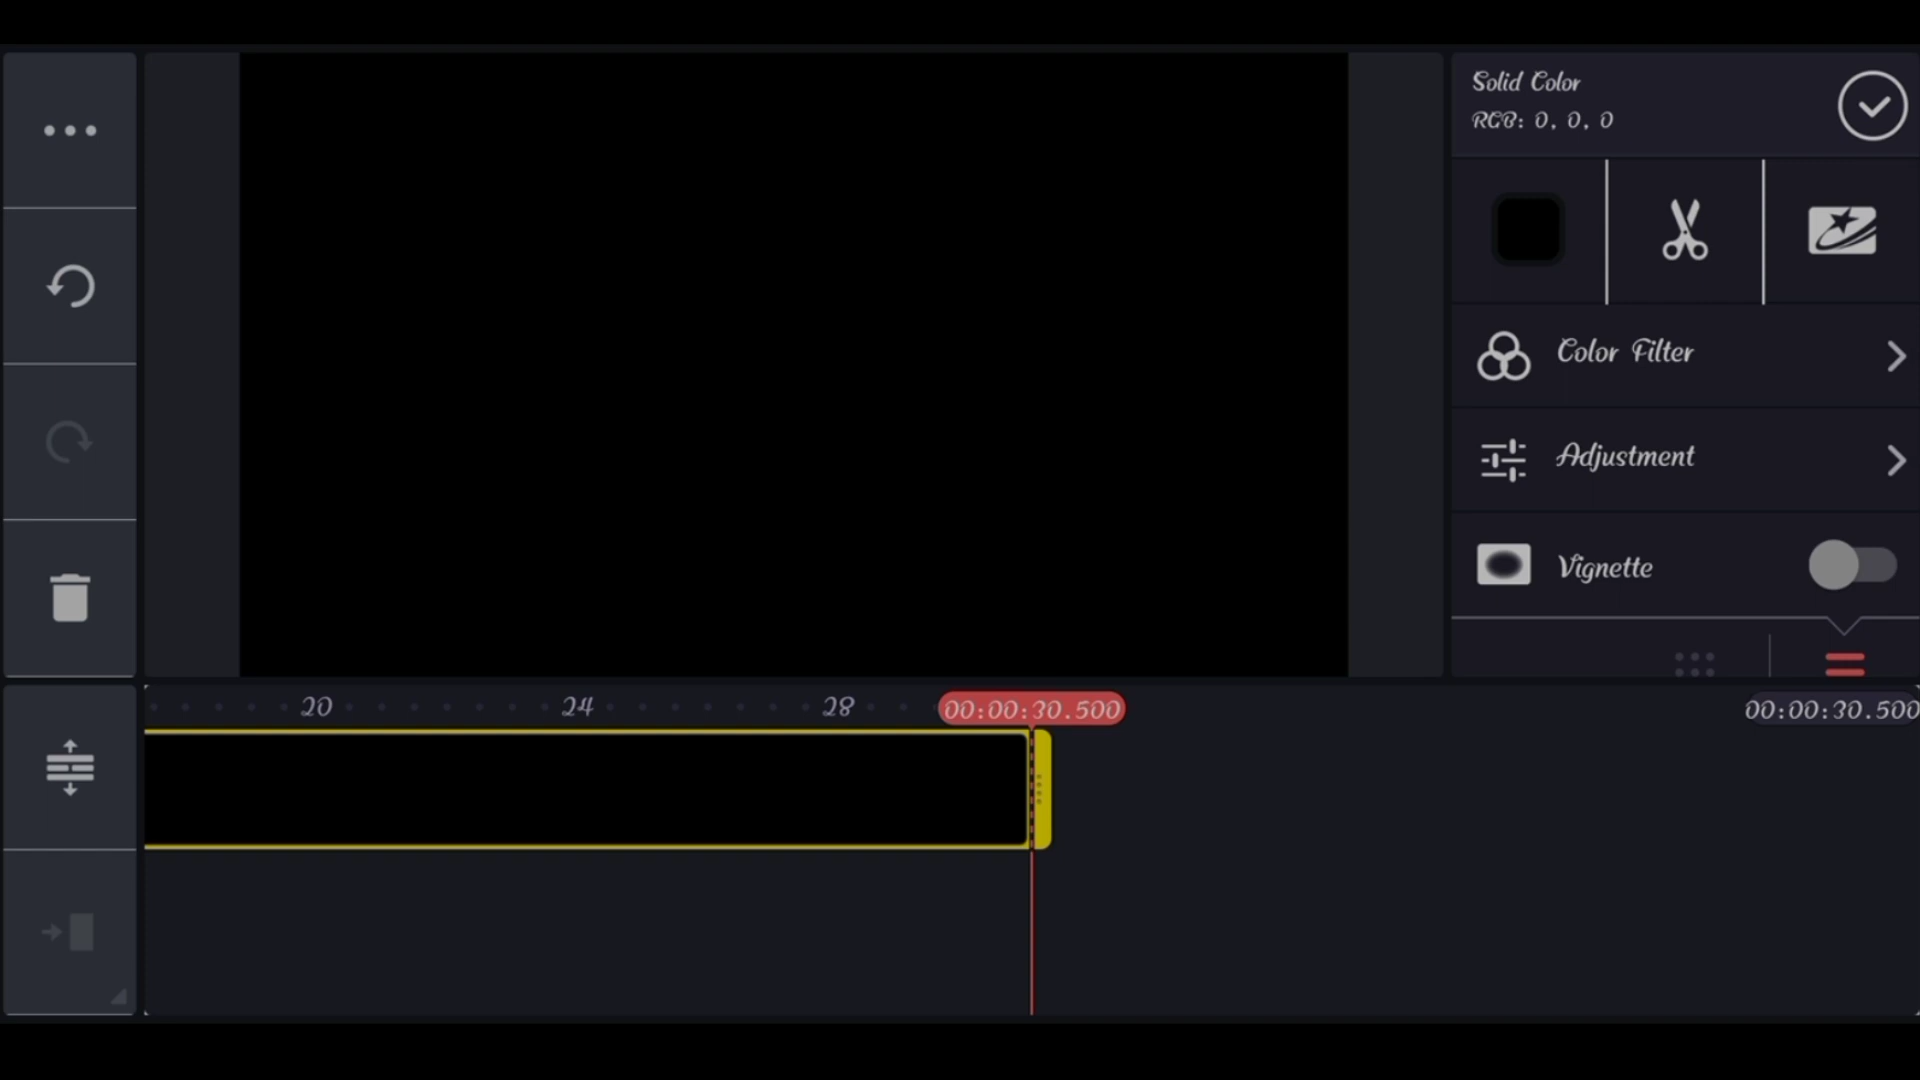 Solid Color
RGB: 0, 0, 0
Color Filter
Adjustment
Vignette
20 24 28 00:00:30.500 00:00:30.500